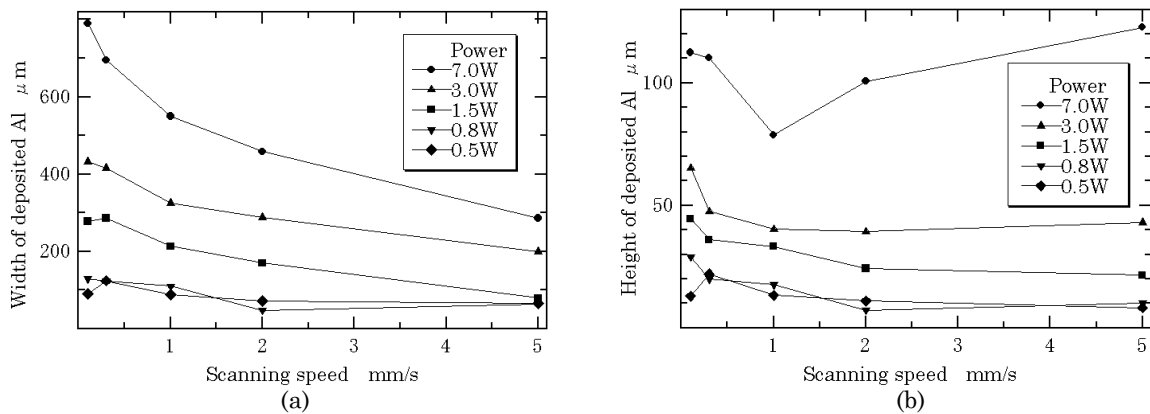 Width of deposited Al μm
600
400
200
1
2
3
4
5
Scanning speed mm/s
Power
7.0W
3.0W
1.5W
0.8W
0.5W
(a)
Height of deposited Al μm
100
50
1
2
3
4
5
Scanning speed mm/s
Power
7.0W
3.0W
1.5W
0.8W
0.5W
(b)